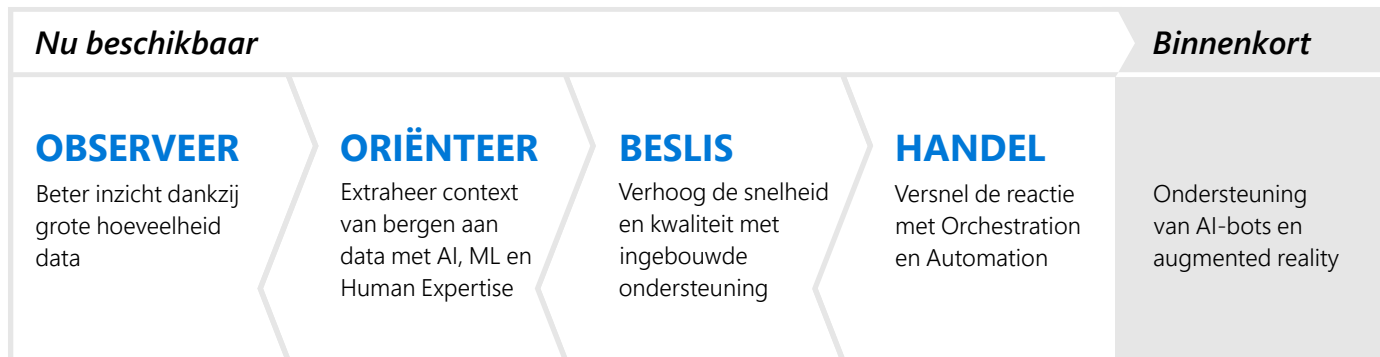 Nu beschikbaar
Binnenkort
OBSERVEER
Beter inzicht dankzij
grote hoeveelheid
data
ORIËNTEER
Extraheer context
van bergen aan
data met AI, ML en
Human Expertise
BESLIS
Verhoog de snelheid
en kwaliteit met
ingebouwde
ondersteuning
HANDEL
Versnel de reactie
met Orchestration
en Automation
Ondersteuning
van AI-bots en
augmented reality